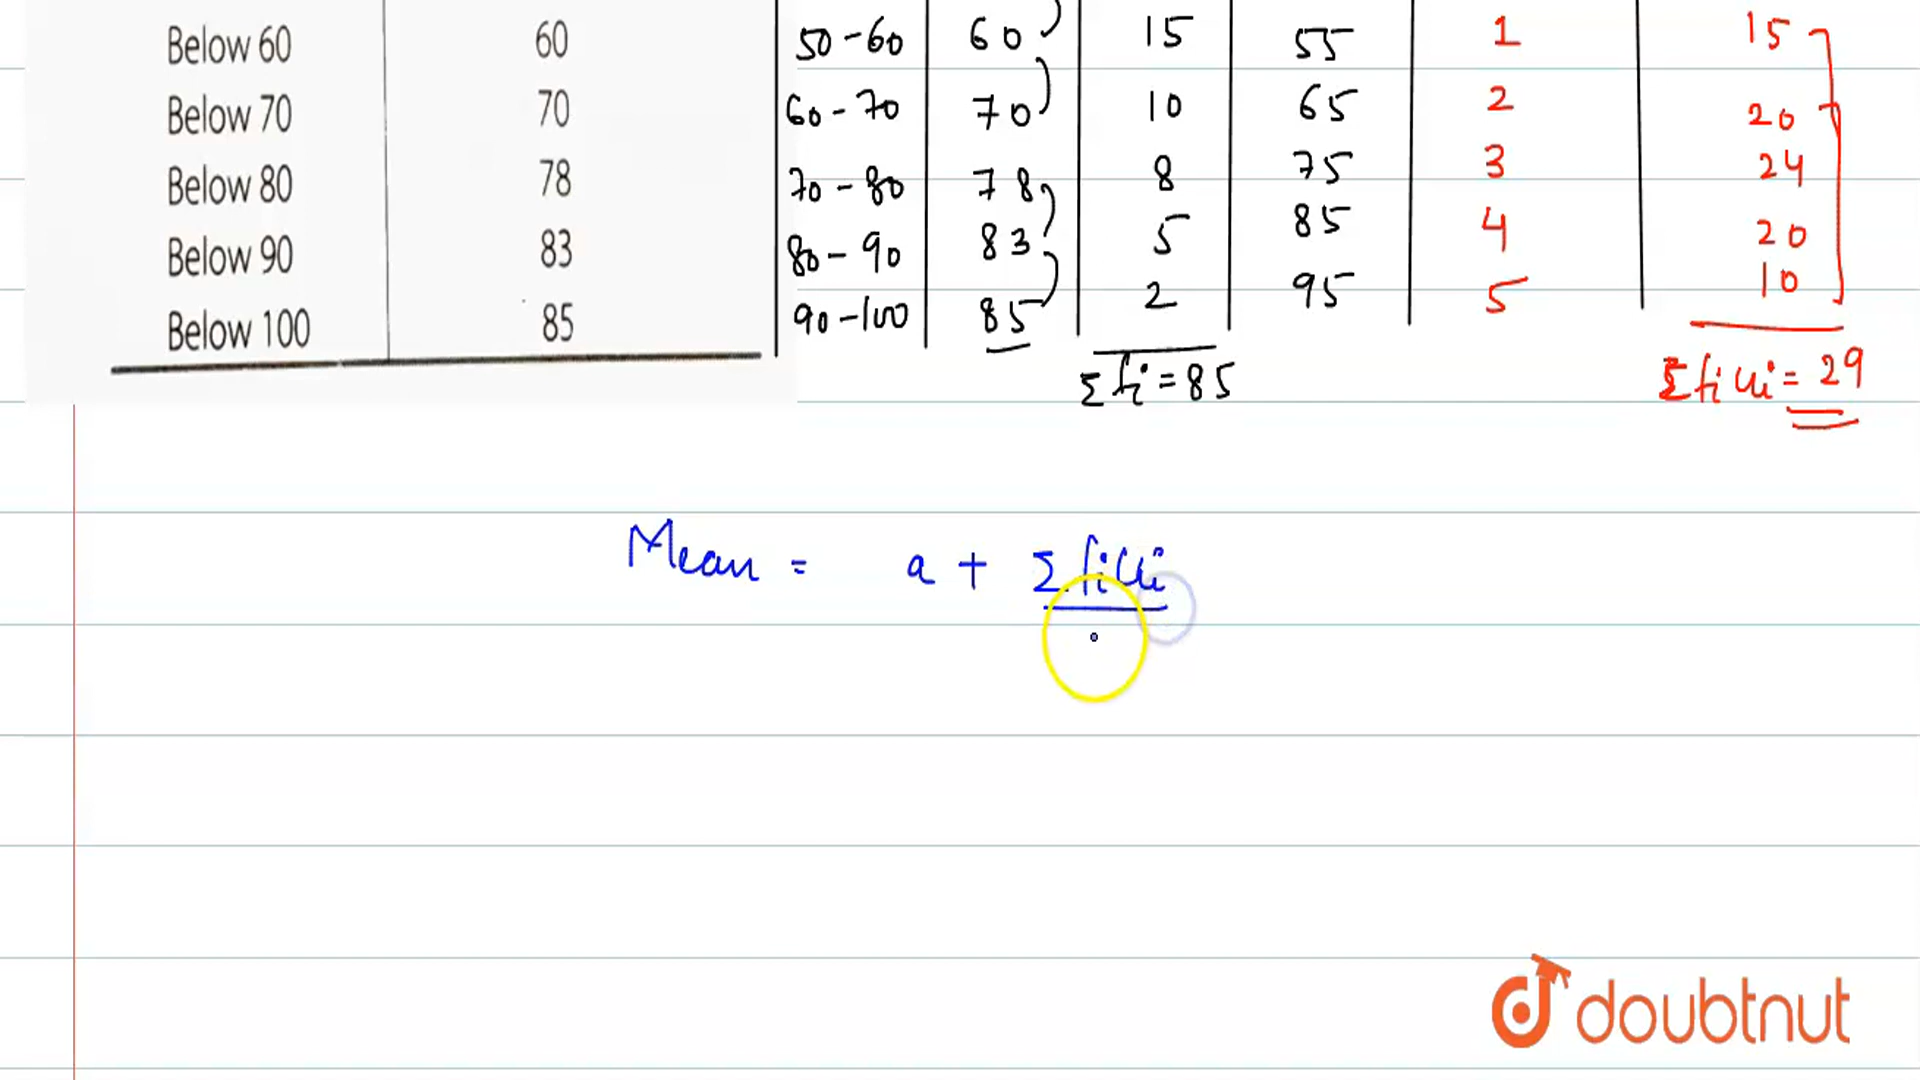 Below 60 60 50-60 60 15 55 1 15
Below 70 70 60-70 70 10 65 2 20
Below 80 78 70-80 78 8 75 3 24
Below 90 83 80-90 83 5 85 4 20
Below 100 85 90-100 85 2 95 5 10
Σfi=85 Σfiui=29
Mean = a + Σfiui
doubtnut